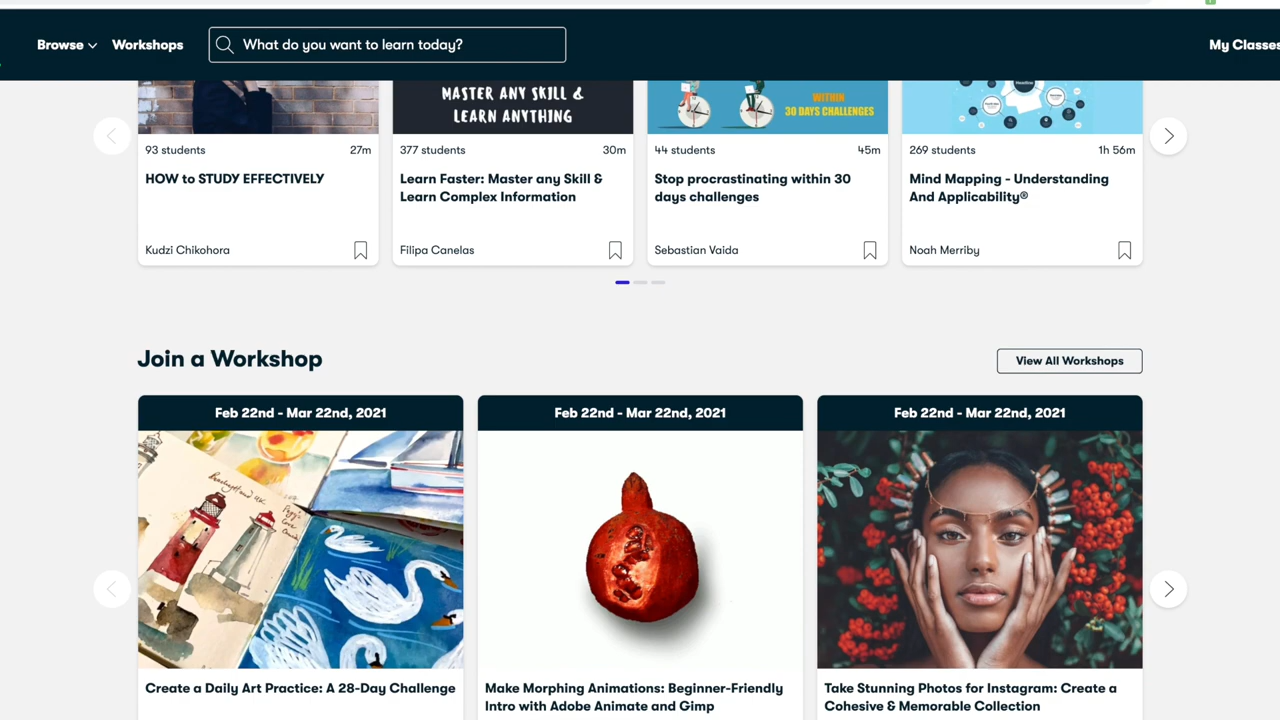 Browse Workshops What do you want to learn today? My Classes
MASTER ANY SKILL &
LEARN ANYTHING
WITHIN
30 DAYS CHALLENGES
93 students 27m
377 students 30m
44 students 45m
269 students 1h 56m
HOW to STUDY EFFECTIVELY
Learn Faster: Master any Skill &
Learn Complex Information
Stop procrastinating within 30
days challenges
Mind Mapping - Understanding
And Applicability®
Kudzi Chikohora
Filipa Canelas
Sebastian Vaida
Noah Merriby
Join a Workshop
View All Workshops
Feb 22nd - Mar 22nd, 2021
Feb 22nd - Mar 22nd, 2021
Feb 22nd - Mar 22nd, 2021
Create a Daily Art Practice: A 28-Day Challenge
Make Morphing Animations: Beginner-Friendly
Intro with Adobe Animate and Gimp
Take Stunning Photos for Instagram: Create a
Cohesive & Memorable Collection